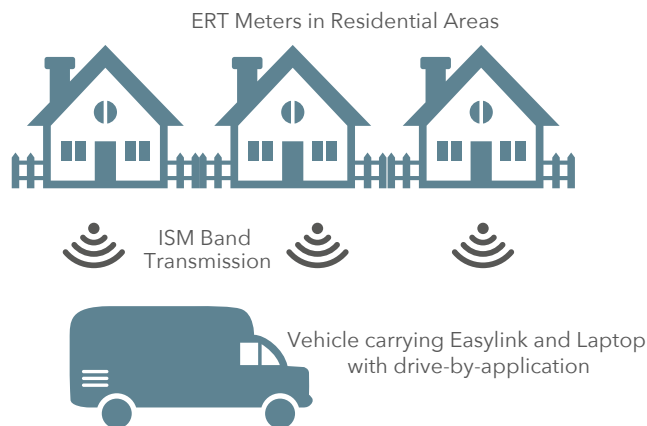 ERT Meters in Residential Areas
ISM Band
Transmission
Vehicle carrying Easylink and Laptop
with drive-by-application